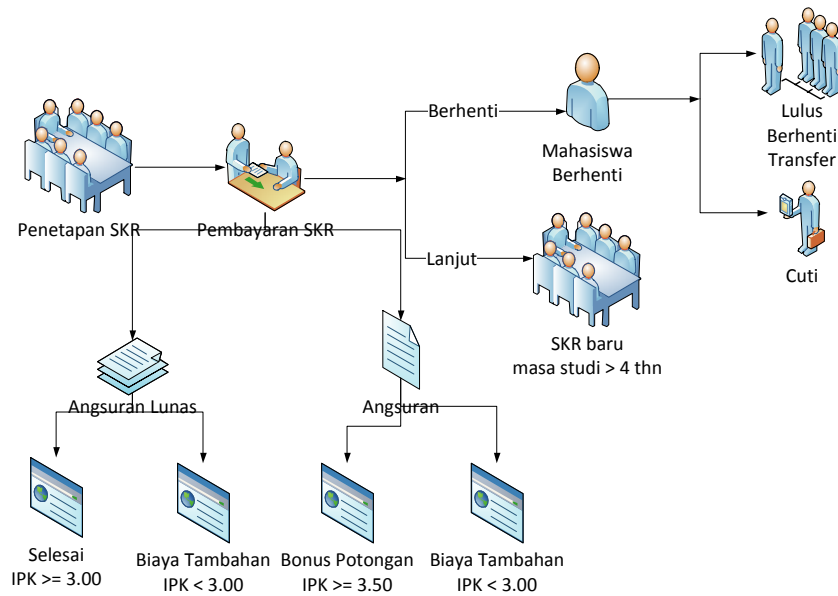 Berhenti
Mahasiswa
Berhenti
Lulus
Berhenti
Transfer
Penetapan SKR
Pembayaran SKR
Lanjut
Cuti
SKR baru
masa studi > 4 thn
Angsuran Lunas
Angsuran
Selesai
IPK >= 3.00
Biaya Tambahan
IPK < 3.00
Bonus Potongan
IPK >= 3.50
Biaya Tambahan
IPK < 3.00